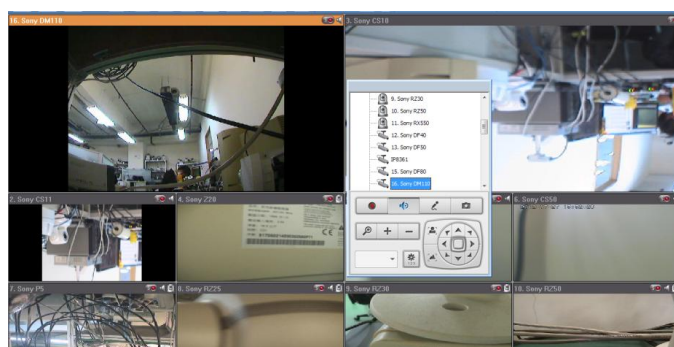 16. Sony DM110
3. Sony CS10
9. Sony RZ30
10. Sony RZ50
11. Sony RX550
12. Sony DF40
13. Sony DF50
IP8361
15. Sony DF80
16. Sony DM110
2. Sony CS11
4. Sony Z20
6. Sony CS50
7. Sony P5
8. Sony RZ25
9. Sony RZ30
10. Sony RZ50